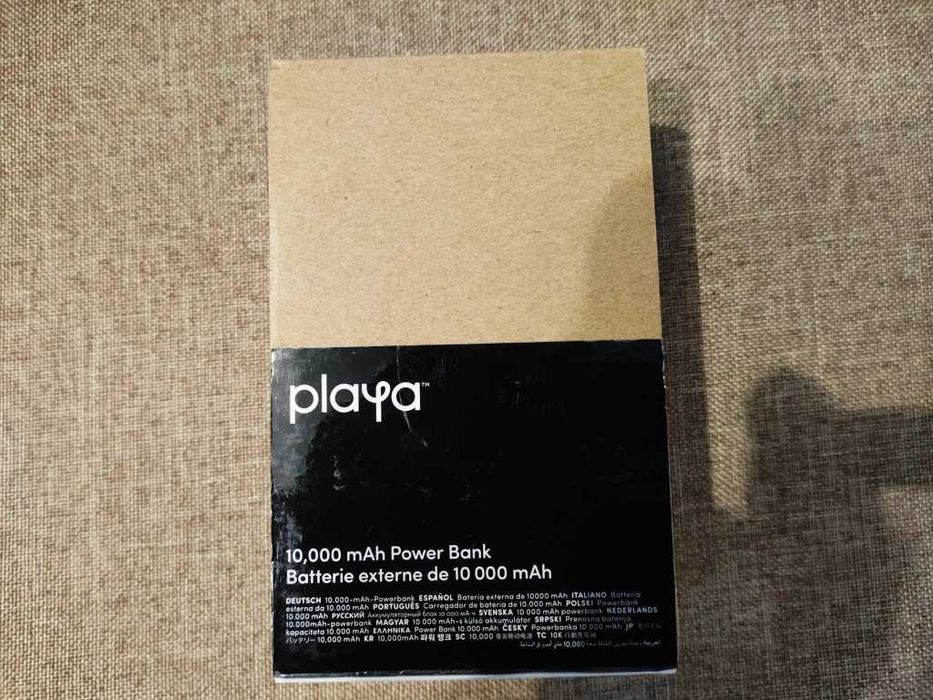 playa™
10,000 mAh Power Bank
Batterie externe de 10 000 mAh
DEUTSCH 10.000-mAh-Powerbank ESPAÑOL Batería externa de 10000 mAh ITALIANO Batteria
esterna da 10.000 mAh PORTUGUÊS Carregador de bateria de 10.000 mAh POLSKI Powerbank
10 000 mAh РУССКИЙ Аккумуляторный блок 10 000 мА·ч SVENSKA 10 000 mAh powerbank NEDERLANDS
10.000mAh-powerbank MAGYAR 10 000 mAh-s külső akkumulátor SRPSKI Prenosna baterija
kapaciteta 10.000 mAh ΕΛΛΗΝΙΚΑ Power Bank 10.000 mAh ČESKY Powerbanka 10 000 mAh JP
バッテリー 10,000 mAh KR 10,000mAh 파워 뱅크 SC 10,000 毫安移动电源 TC 10K 行動充電器
العربية